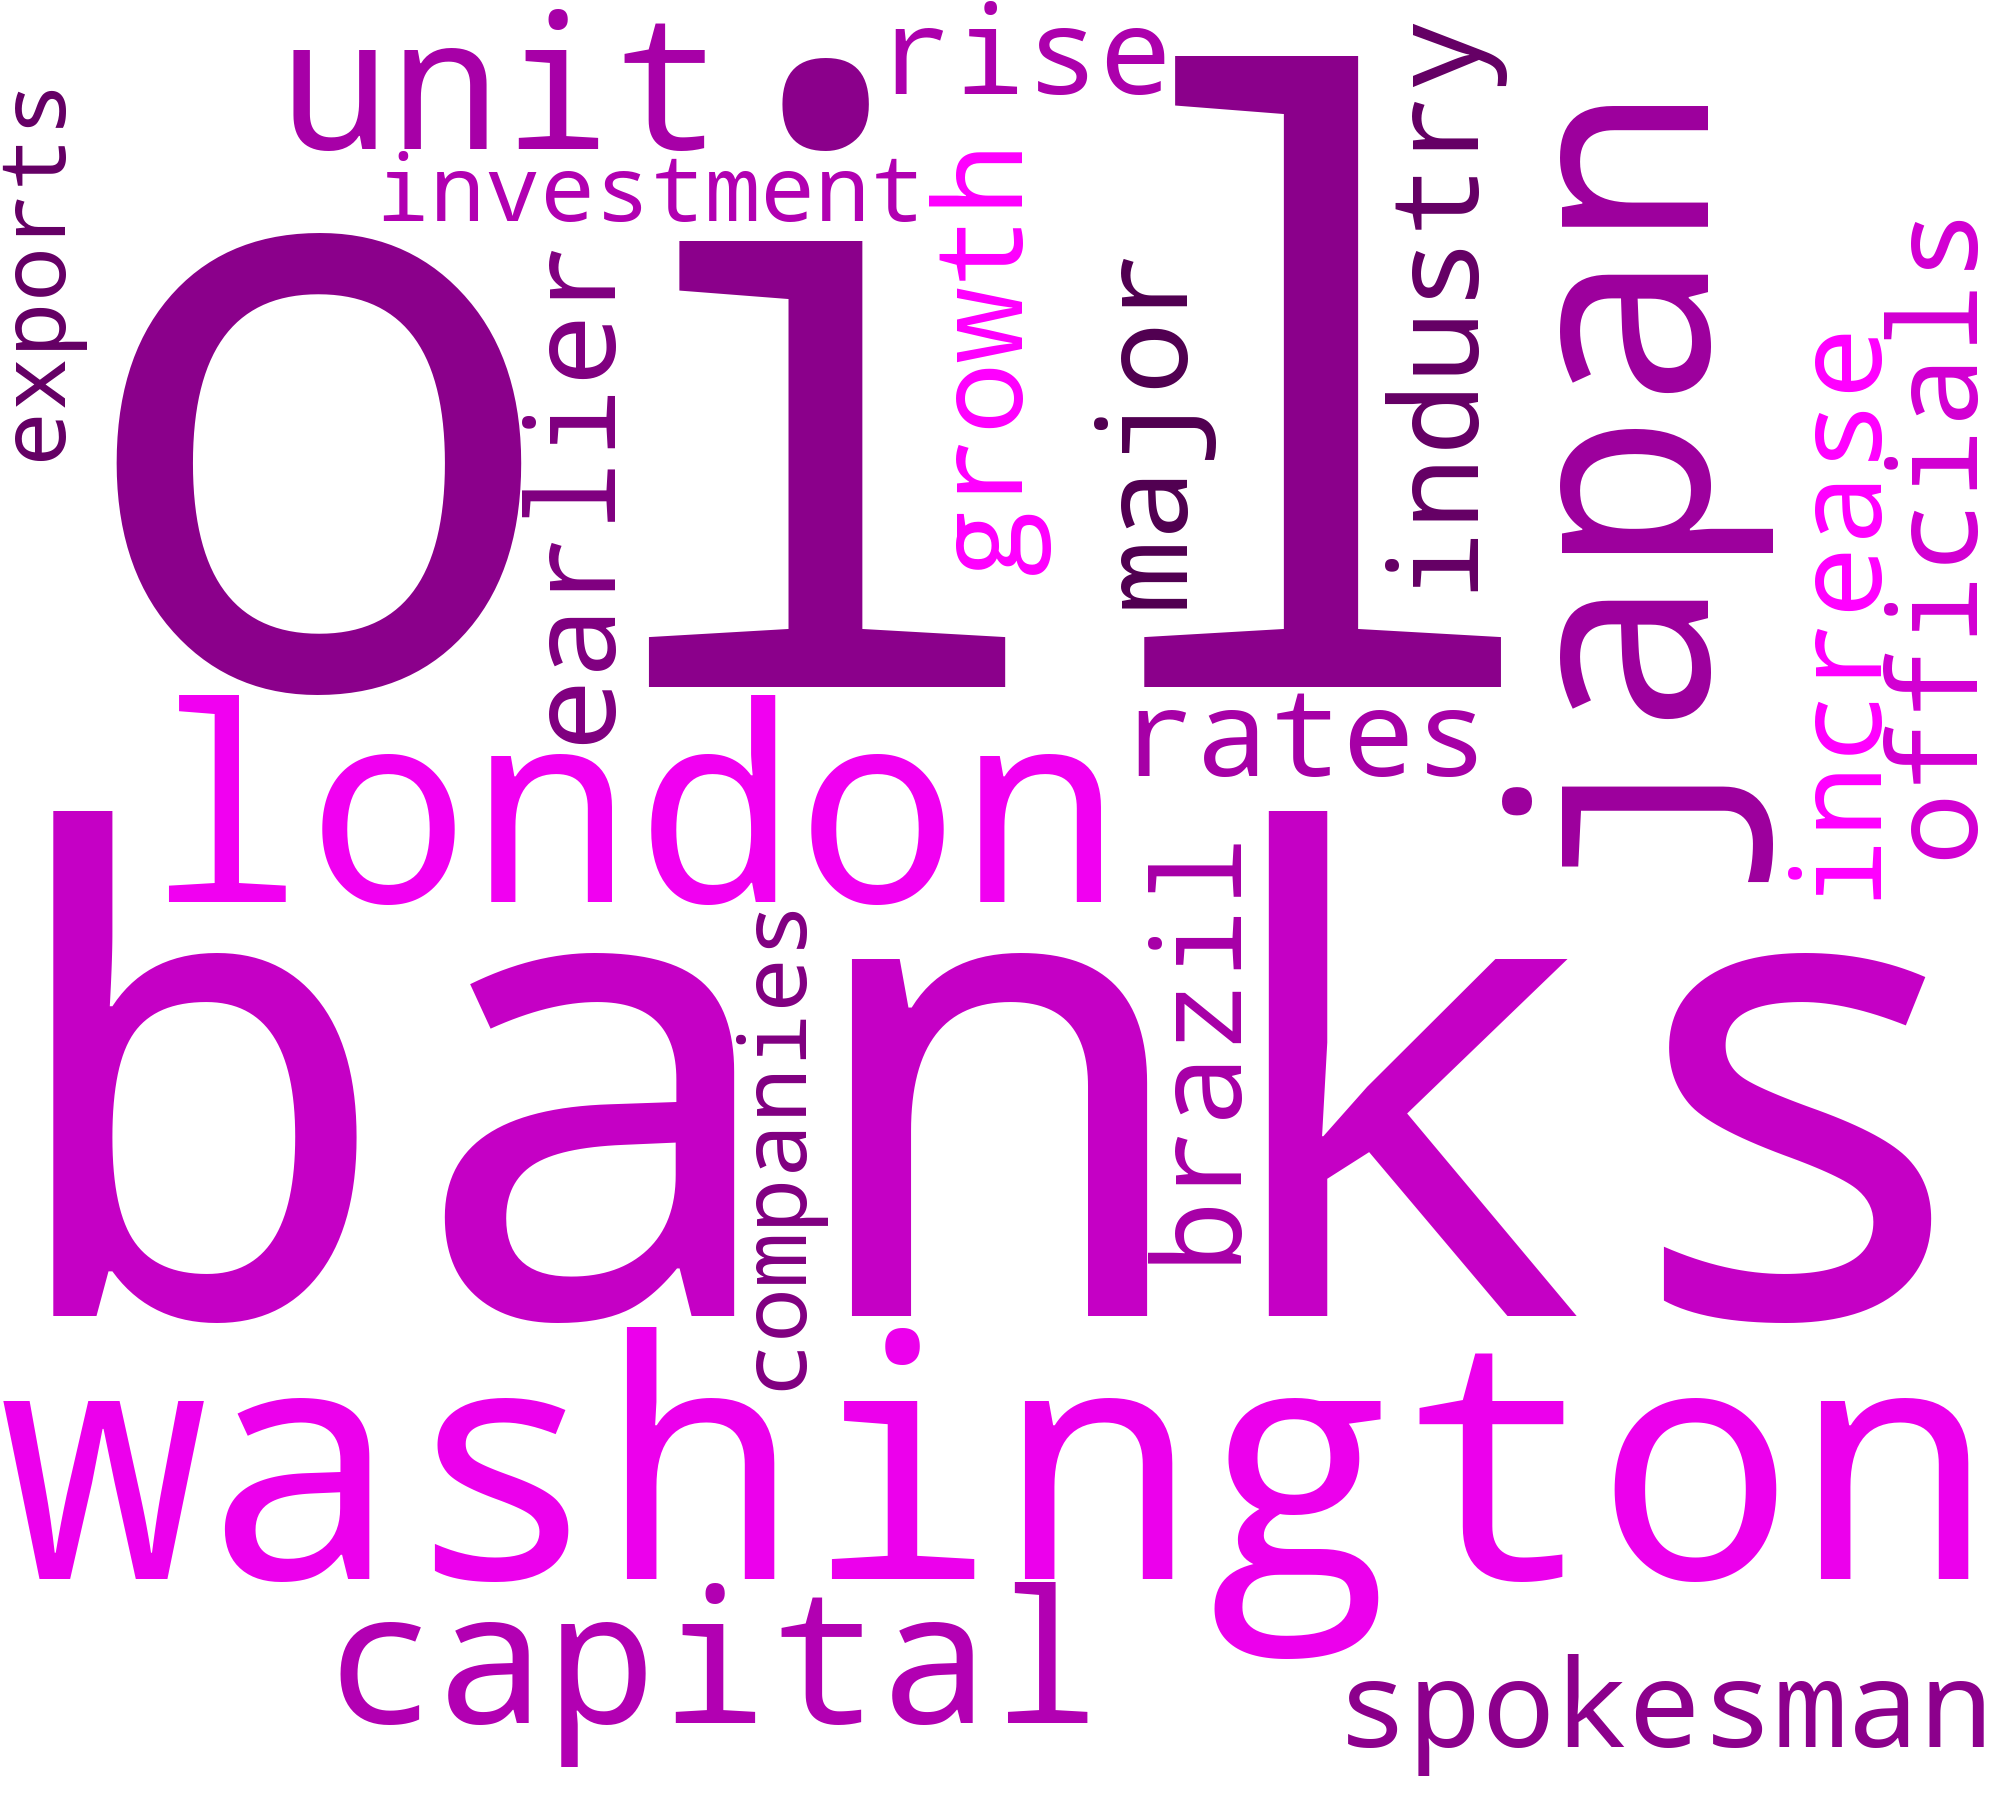 unit
rise
investment
exports
oil
earlier
growth
major
industry
japan
increase
officials
london
rates
banks
companies
brazil
washington
capital
spokesman